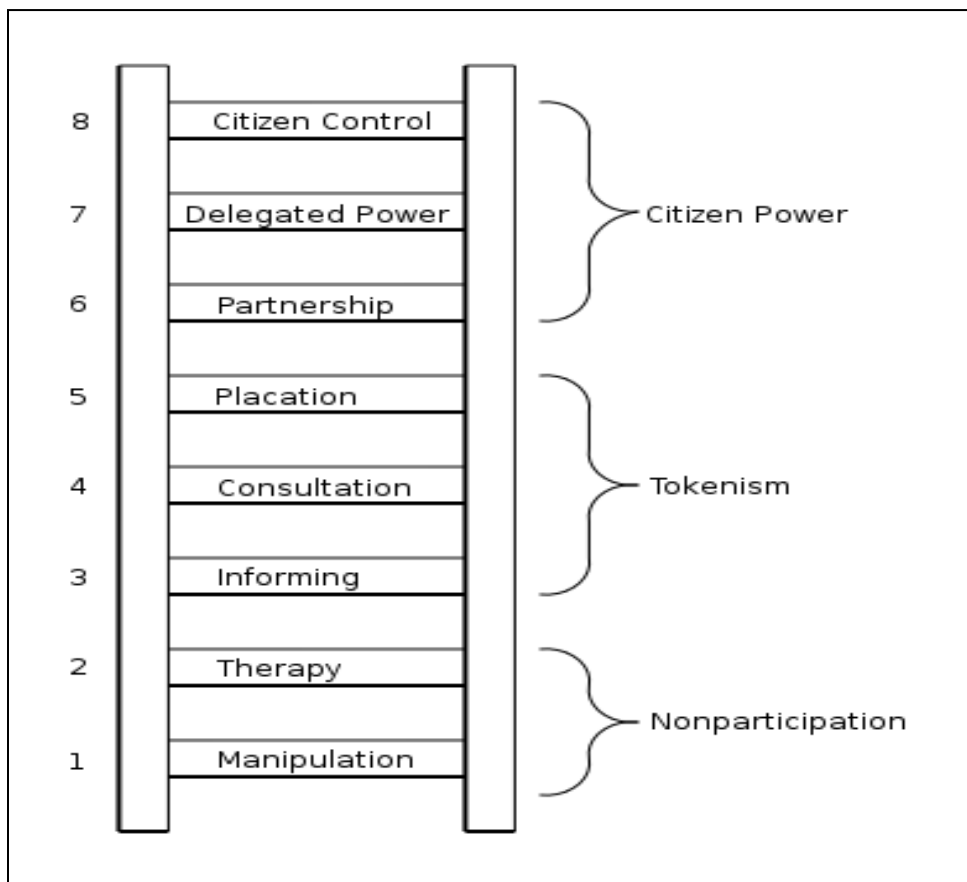 8 Citizen Control
7 Delegated Power
Citizen Power
6 Partnership
5 Placation
4 Consultation
Tokenism
3 Informing
2 Therapy
Nonparticipation
1 Manipulation